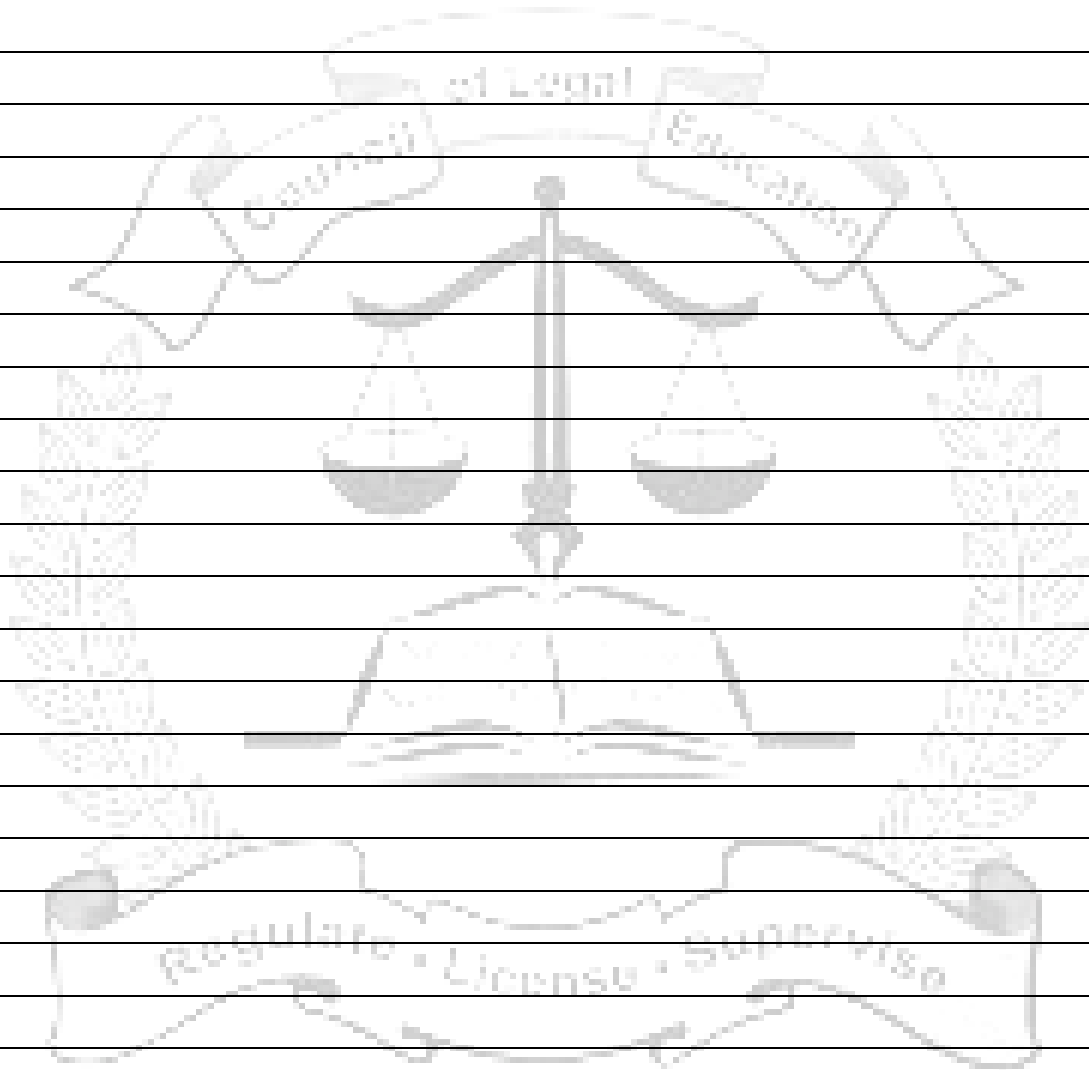 Council of Legal Education
Regulate • License • Supervise